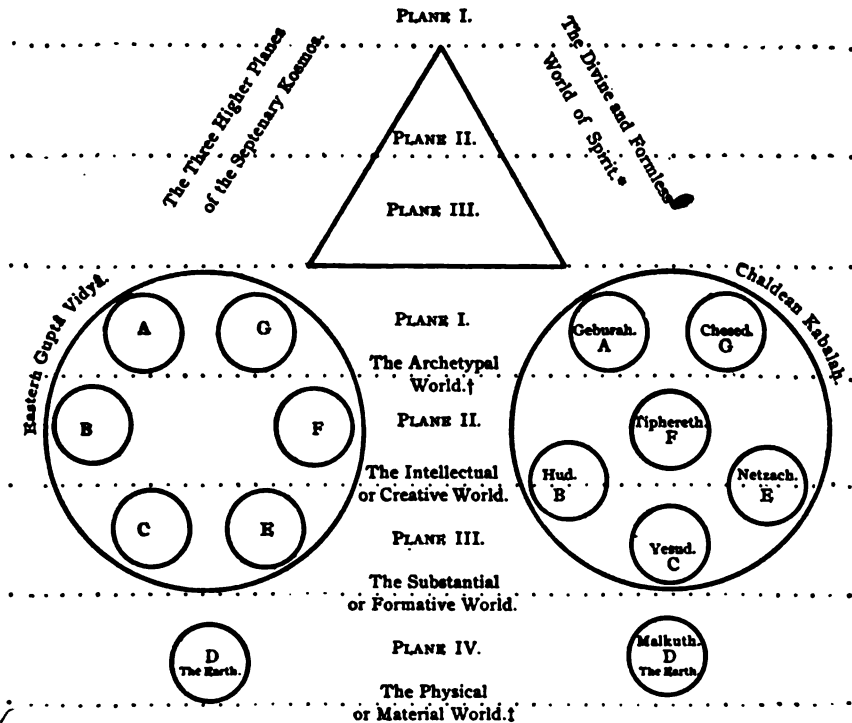 PLANE I.
The Three Higher Planes
of the Septenary Kosmos.
The Divine and Formless
World of Spirit.*
PLANE II.
PLANE III.
Eastern Guptâ Vidyâ.
Chaldean Kabalah.
A
G
B
F
C
E
D
The Earth.
PLANE I.
The Archetypal
World.†
PLANE II.
The Intellectual
or Creative World.
PLANE III.
The Substantial
or Formative World.
PLANE IV.
The Physical
or Material World.‡
Geburah.
A
Chesed.
G
Tiphereth.
F
Hud.
B
Netzach.
E
Yesud.
C
Malkuth.
D
The Earth.